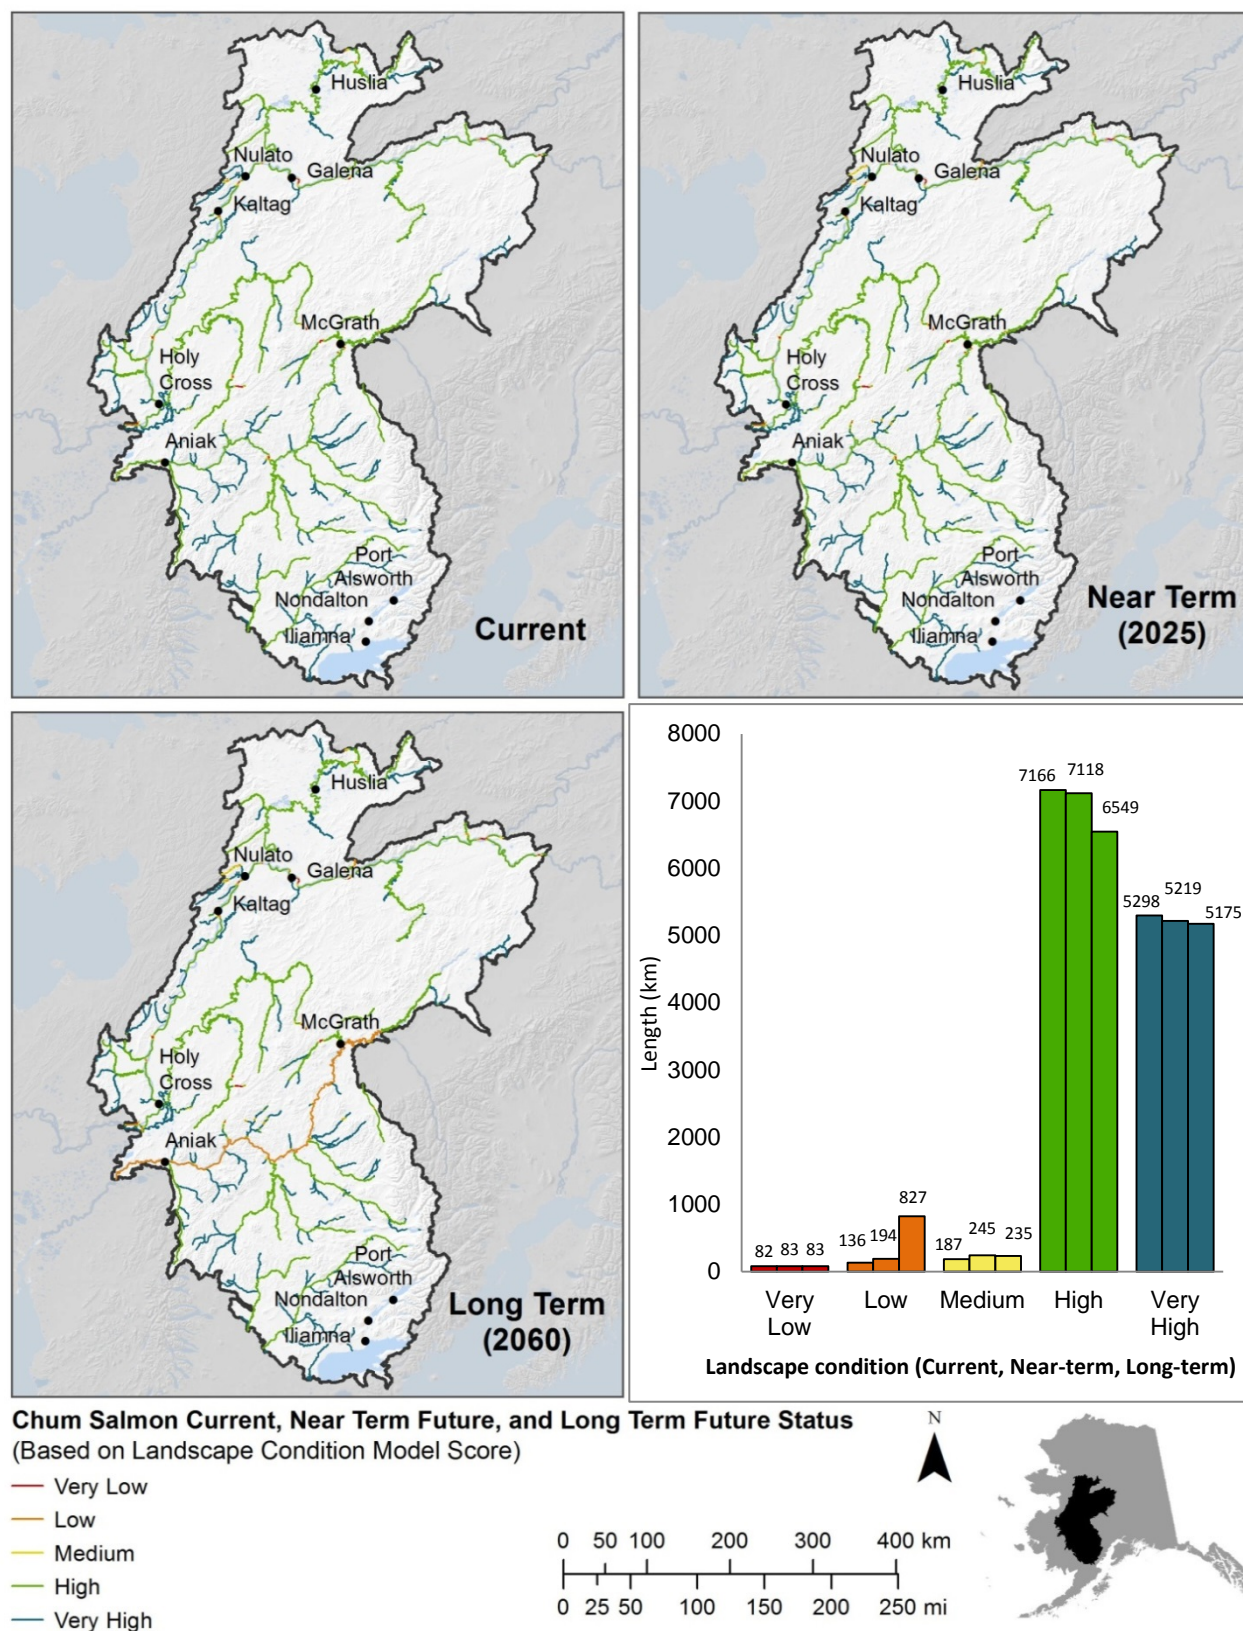 Huslia
Nulato
Galena
Kaltag
McGrath
Holy
Cross
Aniak
Port
Alsworth
Nondalton
Iliamna
Current
Huslia
Nulato
Galena
Kaltag
McGrath
Holy
Cross
Aniak
Port
Alsworth
Nondalton
Iliamna
Near Term
(2025)
Huslia
Nulato
Galena
Kaltag
McGrath
Holy
Cross
Aniak
Port
Alsworth
Nondalton
Iliamna
Long Term
(2060)
8000
7000
6000
5000
4000
3000
2000
1000
0
Length (km)
82 83 83
136 194 827
187 245 235
7166 7118 6549
5298 5219 5175
Very Low
Low
Medium
High
Very High
Landscape condition (Current, Near-term, Long-term)
Chum Salmon Current, Near Term Future, and Long Term Future Status
(Based on Landscape Condition Model Score)
Very Low
Low
Medium
High
Very High
N
0 50 100 200 300 400 km
0 25 50 100 150 200 250 mi